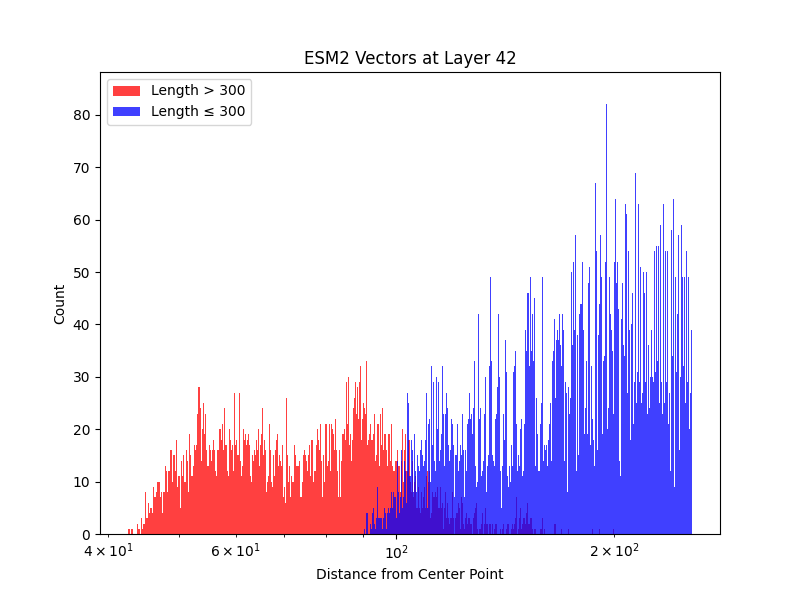 ESM2 Vectors at Layer 42
Length > 300
Length ≤ 300
80
70
60
50
40
30
20
10
0
Count
4 × 10¹
6 × 10¹
10²
2 × 10²
Distance from Center Point